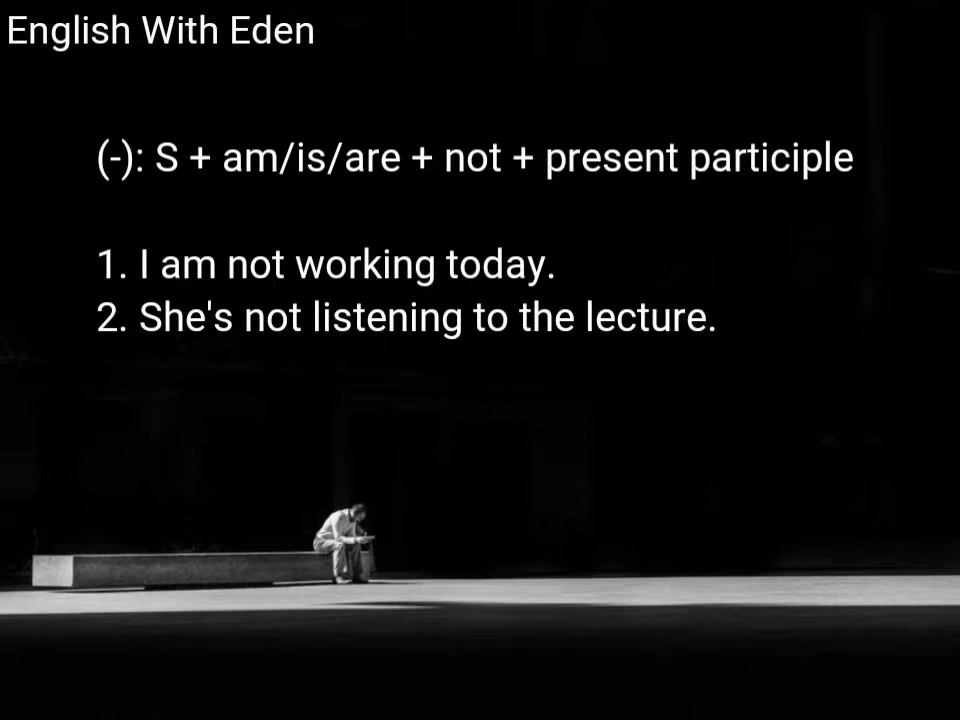 English With Eden
(-): S + am/is/are + not + present participle
1. I am not working today.
2. She's not listening to the lecture.